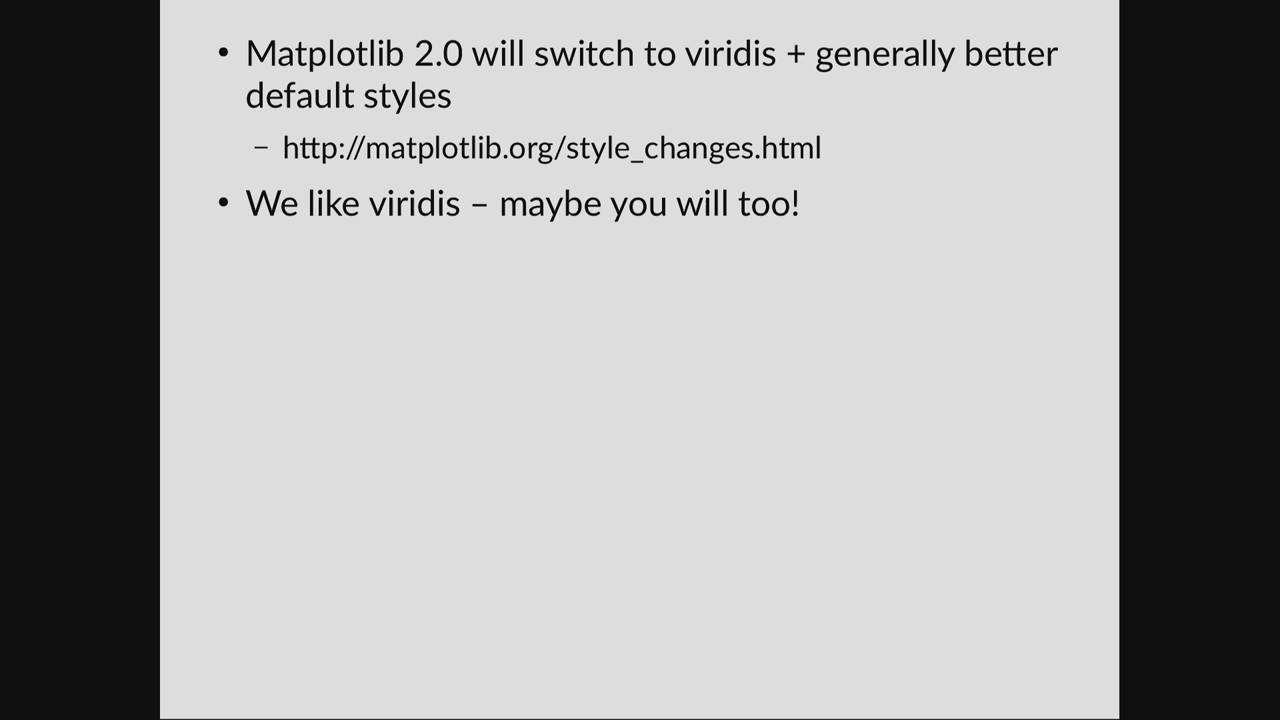 • Matplotlib 2.0 will switch to viridis + generally better
default styles
– http://matplotlib.org/style_changes.html
• We like viridis – maybe you will too!